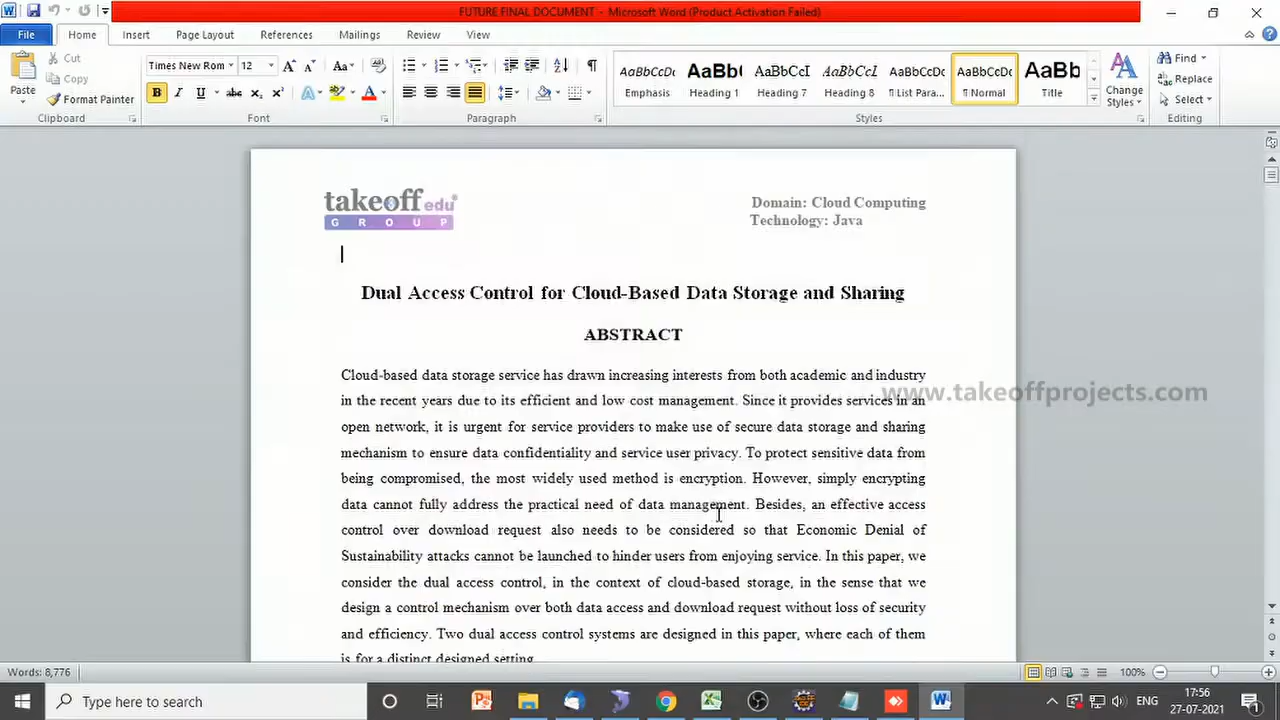 FUTURE FINAL DOCUMENT - Microsoft Word (Product Activation Failed)
File Home Insert Page Layout References Mailings Review View
Paste
Cut
Copy
Format Painter
Clipboard
Times New Rom 12
Font
Paragraph
AaBbCcDc AaBb( AaBbCcI AaBbCcI AaBbCcDc AaBbCcDc AaBb
Emphasis Heading 1 Heading 7 Heading 8 ¶ List Para... ¶ Normal Title
Change
Styles
Styles
Find
Replace
Select
Editing
takeoff edu
GROUP
Domain: Cloud Computing
Technology: Java
Dual Access Control for Cloud-Based Data Storage and Sharing
ABSTRACT
Cloud-based data storage service has drawn increasing interests from both academic and industry
in the recent years due to its efficient and low cost management. Since it provides services in an
open network, it is urgent for service providers to make use of secure data storage and sharing
mechanism to ensure data confidentiality and service user privacy. To protect sensitive data from
being compromised, the most widely used method is encryption. However, simply encrypting
data cannot fully address the practical need of data management. Besides, an effective access
control over download request also needs to be considered so that Economic Denial of
Sustainability attacks cannot be launched to hinder users from enjoying service. In this paper, we
consider the dual access control, in the context of cloud-based storage, in the sense that we
design a control mechanism over both data access and download request without loss of security
and efficiency. Two dual access control systems are designed in this paper, where each of them
is for a distinct designed setting.
www.takeoffprojects.com
Words: 8,776
100%
Type here to search
ENG
17:56
27-07-2021